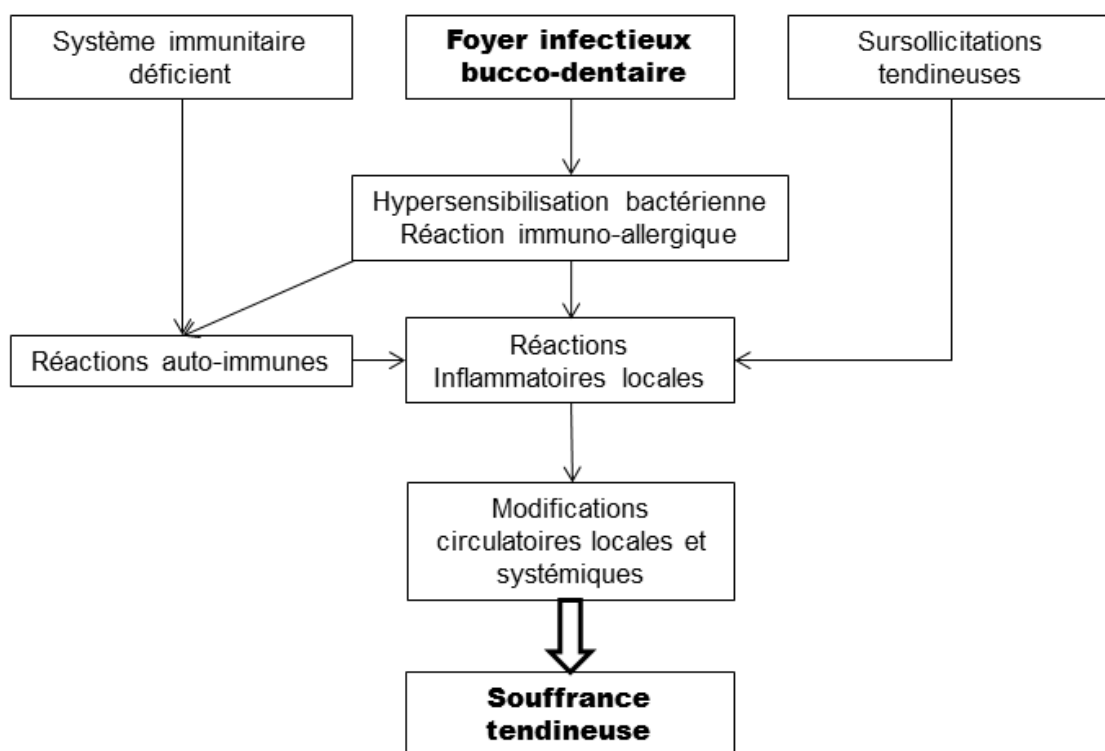 Système immunitaire
déficient
Foyer infectieux
bucco-dentaire
Sursollicitations
tendineuses
Hypersensibilisation bactérienne
Réaction immuno-allergique
Réactions auto-immunes
Réactions
Inflammatoires locales
Modifications
circulatoires locales et
systémiques
Souffrance
tendineuse